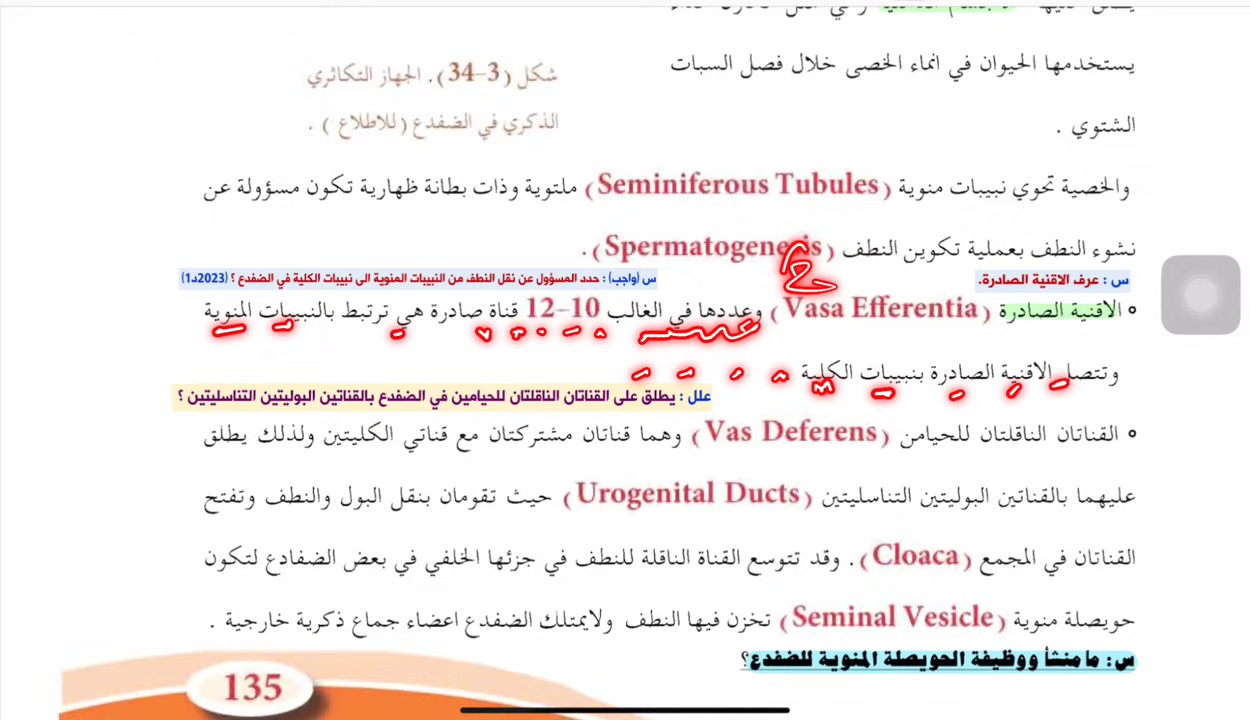 يستخدمها الحيوان في انماء الخصى خلال فصل السبات
الشتوي .
شكل (3-34). الجهاز التكاثري
الذكري في الضفدع (للاطلاع) .
والخصية تحوي نبيبات منوية (Seminiferous Tubules) ملتوية وذات بطانة ظهارية تكون مسؤولة عن
نشوء النطف بعملية تكوين النطف (Spermatogenesis) .
س : عرف الاقنية الصادرة.
س (واجب) : حدد المسؤول عن نقل النطف من النبيبات المنوية الى نبيبات الكلية في الضفدع ؟ (2023د1)
٥ الاقنية الصادرة (Vasa Efferentia) وعددها في الغالب 10-12 قناة صادرة هي ترتبط بالنبيبات المنوية
وتتصل الاقنية الصادرة بنبيبات الكلية
علل : يطلق على القناتان الناقلتان للحيامين في الضفدع بالقناتين البوليتين التناسليتين ؟
٥ القناتان الناقلتان للحيامن (Vas Deferens) وهما قناتان مشتركتان مع قناتي الكليتين ولذلك يطلق
عليهما بالقناتين البوليتين التناسليتين (Urogenital Ducts) حيث تقومان بنقل البول والنطف وتفتح
القناتان في المجمع (Cloaca) . وقد تتوسع القناة الناقلة للنطف في جزئها الخلفي في بعض الضفادع لتكون
حويصلة منوية (Seminal Vesicle) تخزن فيها النطف ولايمتلك الضفدع اعضاء جماع ذكرية خارجية .
س : ما منشأ ووظيفة الحويصلة المنوية للضفدع؟
135